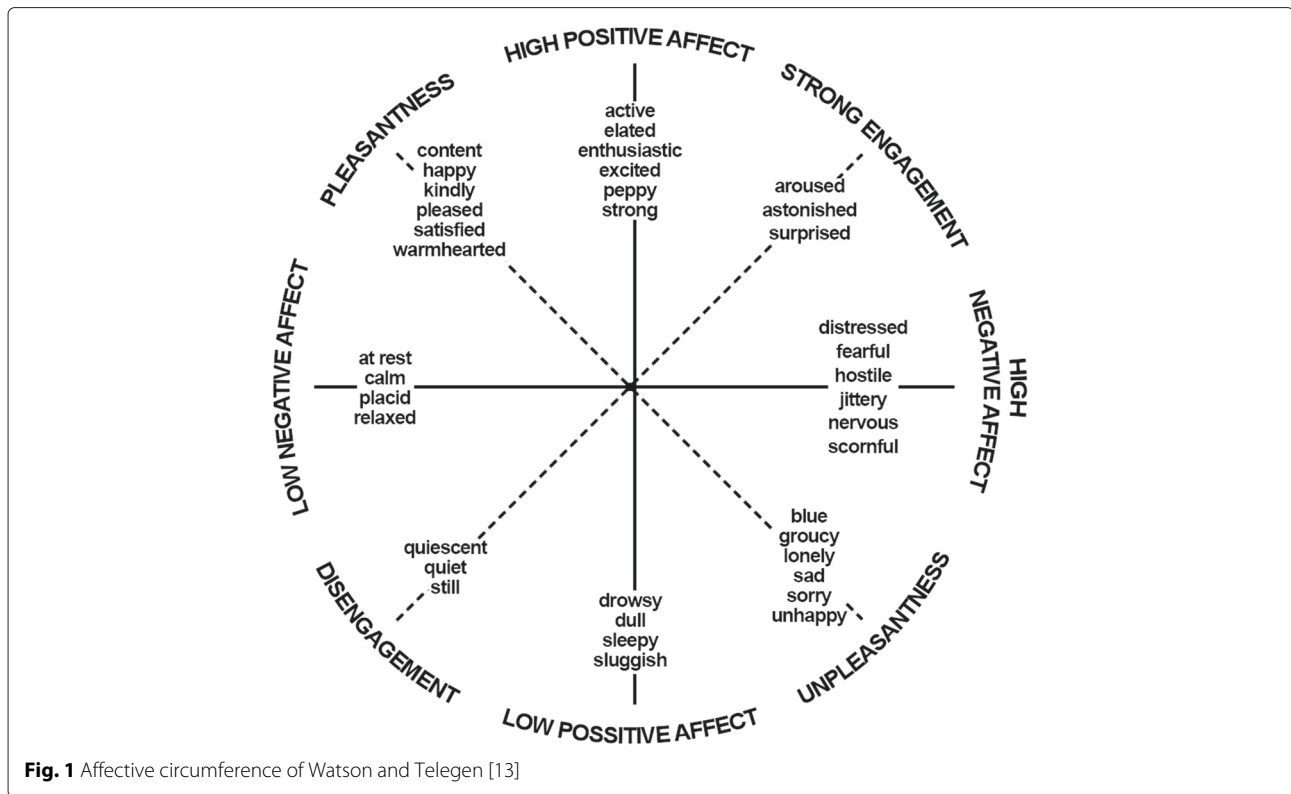 HIGH POSITIVE AFFECT
STRONG ENGAGEMENT
PLEASANTNESS
active
elated
enthusiastic
excited
peppy
strong
content
happy
kindly
pleased
satisfied
warmhearted
aroused
astonished
surprised
LOW NEGATIVE AFFECT
HIGH
NEGATIVE AFFECT
at rest
calm
placid
relaxed
distressed
fearful
hostile
jittery
nervous
scornful
quiescent
quiet
still
blue
groucy
lonely
sad
sorry
unhappy
drowsy
dull
sleepy
sluggish
DISENGAGEMENT
UNPLEASANTNESS
LOW POSSITIVE AFFECT
Fig. 1 Affective circumference of Watson and Telegen [13]